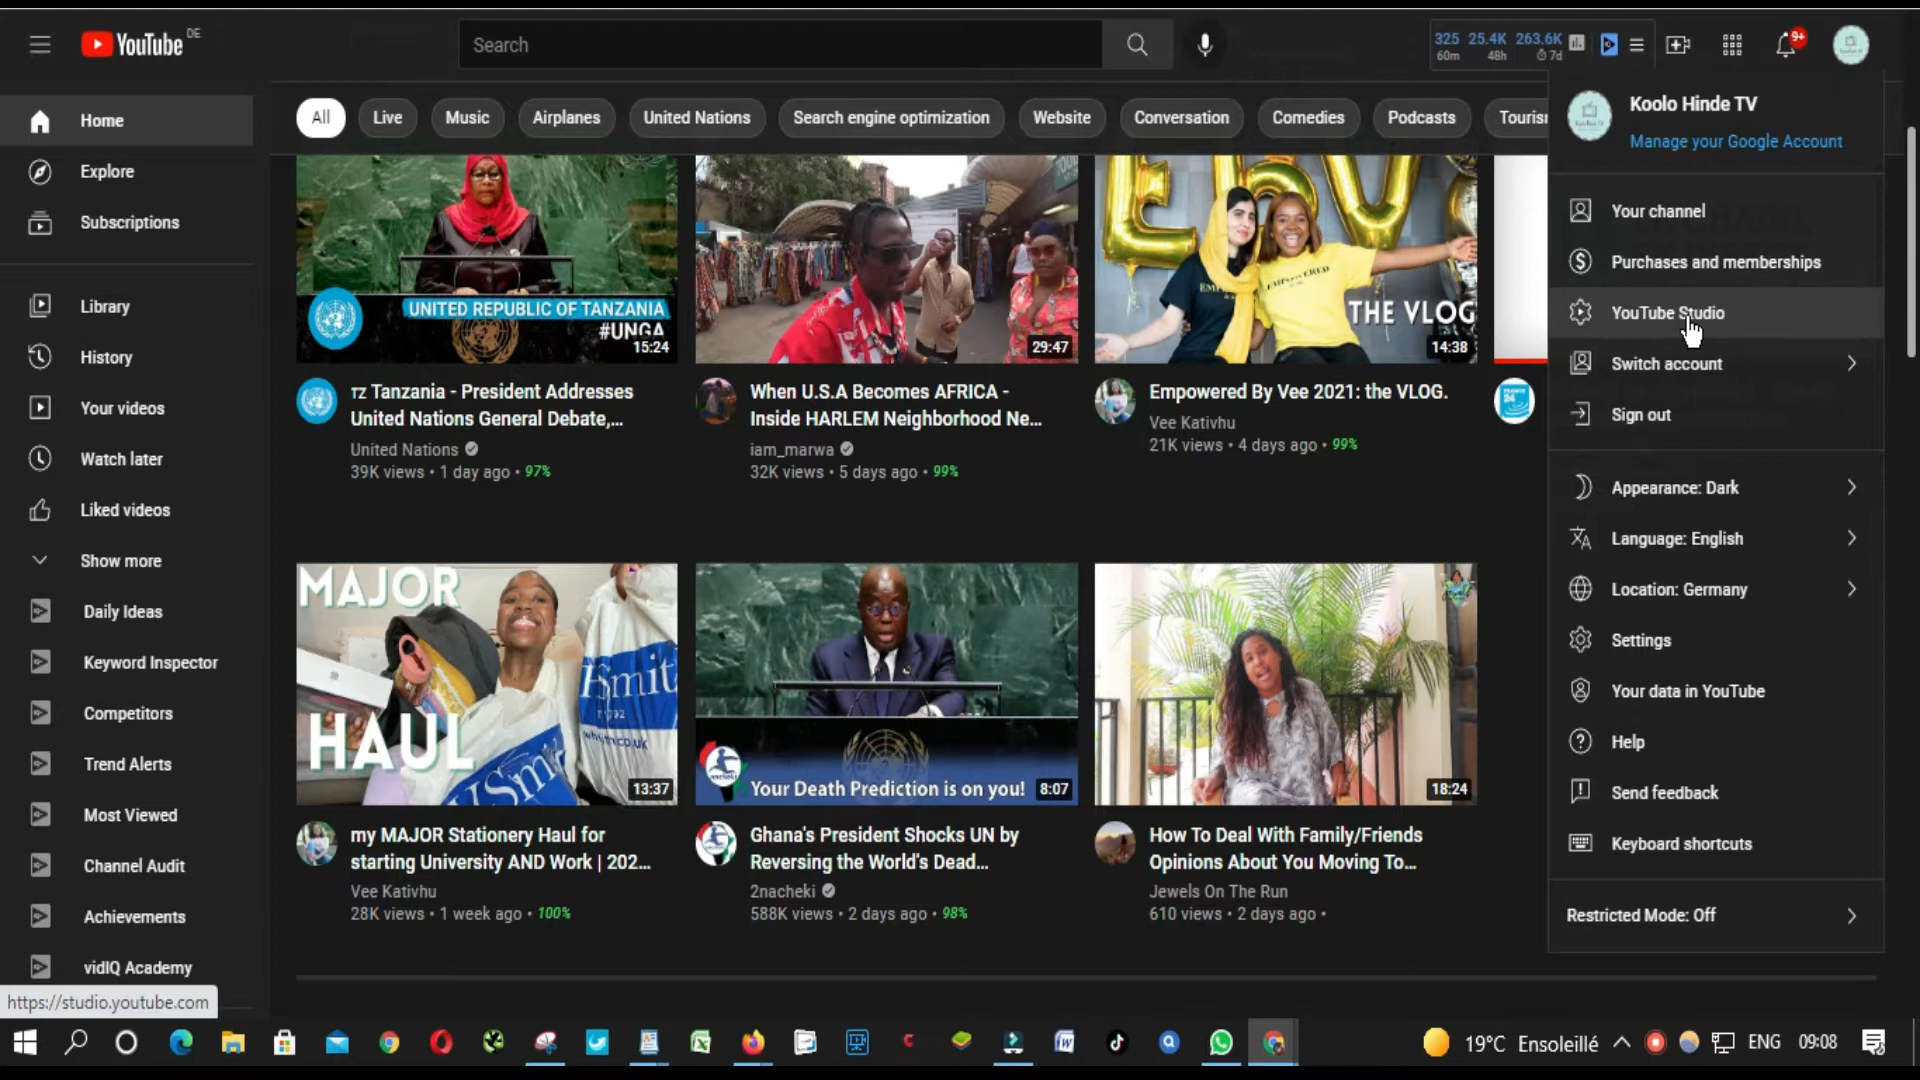 YouTube DE
Search
325 25.4K 263.6K
60m 48h 7d
9+
Home
Explore
Subscriptions
Library
History
Your videos
Watch later
Liked videos
Show more
Daily Ideas
Keyword Inspector
Competitors
Trend Alerts
Most Viewed
Channel Audit
Achievements
vidIQ Academy
https://studio.youtube.com
All Live Music Airplanes United Nations Search engine optimization Website Conversation Comedies Podcasts Tourism
UNITED REPUBLIC OF TANZANIA
#UNGA
15:24
TZ Tanzania - President Addresses
United Nations General Debate,...
United Nations
39K views • 1 day ago • 97%
29:47
When U.S.A Becomes AFRICA -
Inside HARLEM Neighborhood Ne...
iam_marwa
32K views • 5 days ago • 99%
EBV
EMPOWERED
THE VLOG
14:38
Empowered By Vee 2021: the VLOG.
Vee Kativhu
21K views • 4 days ago • 99%
FRANCE
24
MAJOR
HAUL
13:37
my MAJOR Stationery Haul for
starting University AND Work | 202...
Vee Kativhu
28K views • 1 week ago • 100%
Your Death Prediction is on you!
8:07
Ghana's President Shocks UN by
Reversing the World's Dead...
2nacheki
588K views • 2 days ago • 98%
18:24
How To Deal With Family/Friends
Opinions About You Moving To...
Jewels On The Run
610 views • 2 days ago •
Koolo Hinde TV
Manage your Google Account
Your channel
Purchases and memberships
YouTube Studio
Switch account
Sign out
Appearance: Dark
Language: English
Location: Germany
Settings
Your data in YouTube
Help
Send feedback
Keyboard shortcuts
Restricted Mode: Off
19°C Ensoleillé
ENG
09:08